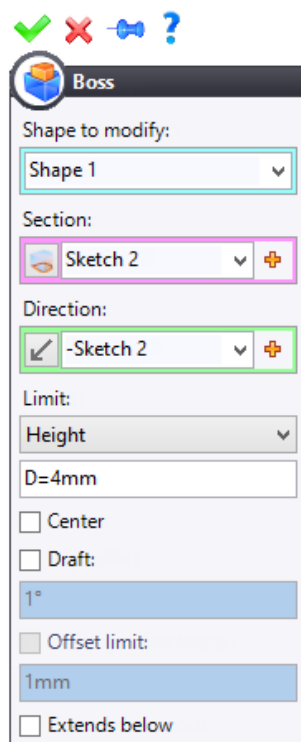 ?
Boss
Shape to modify:
Shape 1
Section:
Sketch 2
Direction:
-Sketch 2
Limit:
Height
D=4mm
Center
Draft:
1°
Offset limit:
1mm
Extends below